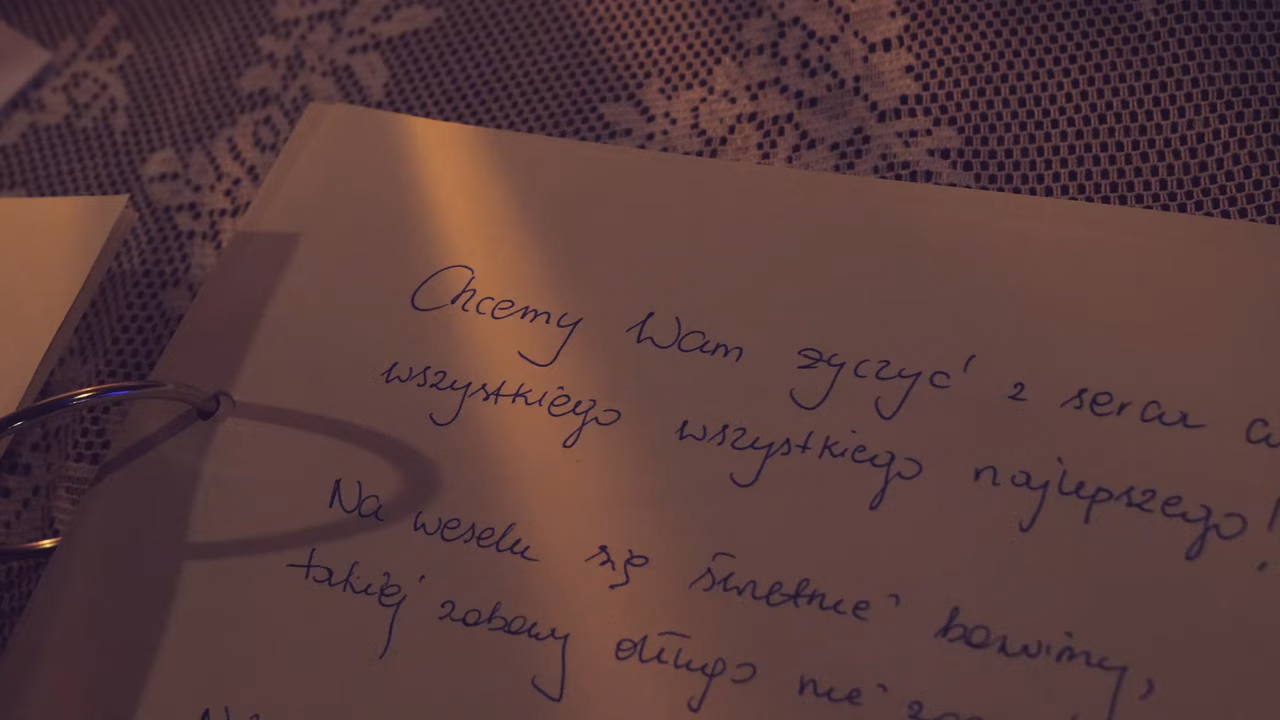 Chcemy Wam życzyć z serca
wszystkiego wszystkiego najlepszego!
Na weselu się świetnie bawimy,
takiej zabawy długo nie